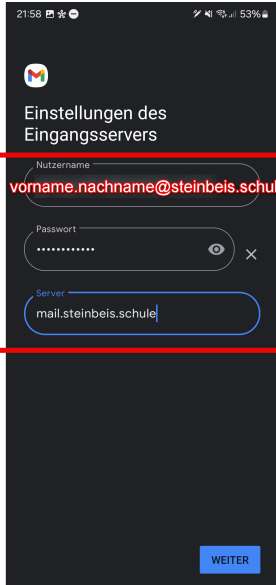 21:58 53%
Einstellungen des
Eingangsservers
Nutzername
vorname.nachname@steinbeis.schul
Passwort
••••••••••••
Server
mail.steinbeis.schule
WEITER